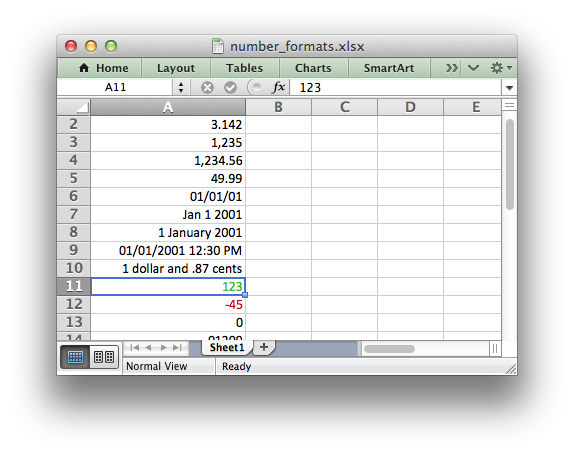 number_formats.xlsx
Home Layout Tables Charts SmartArt
A11 fx 123
A B C D E
2 3.142
3 1,235
4 1,234.56
5 49.99
6 01/01/01
7 Jan 1 2001
8 1 January 2001
9 01/01/2001 12:30 PM
10 1 dollar and .87 cents
11 123
12 -45
13 0
14 01209
Sheet1
Normal View Ready